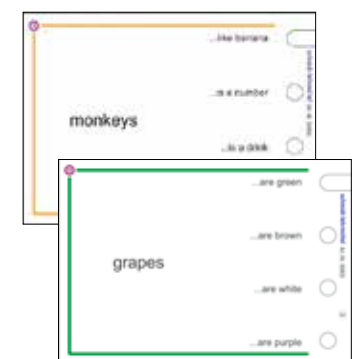 ...like banana
...is a number
monkeys
...is a drink
...are green
...are brown
grapes
...are white
...are purple